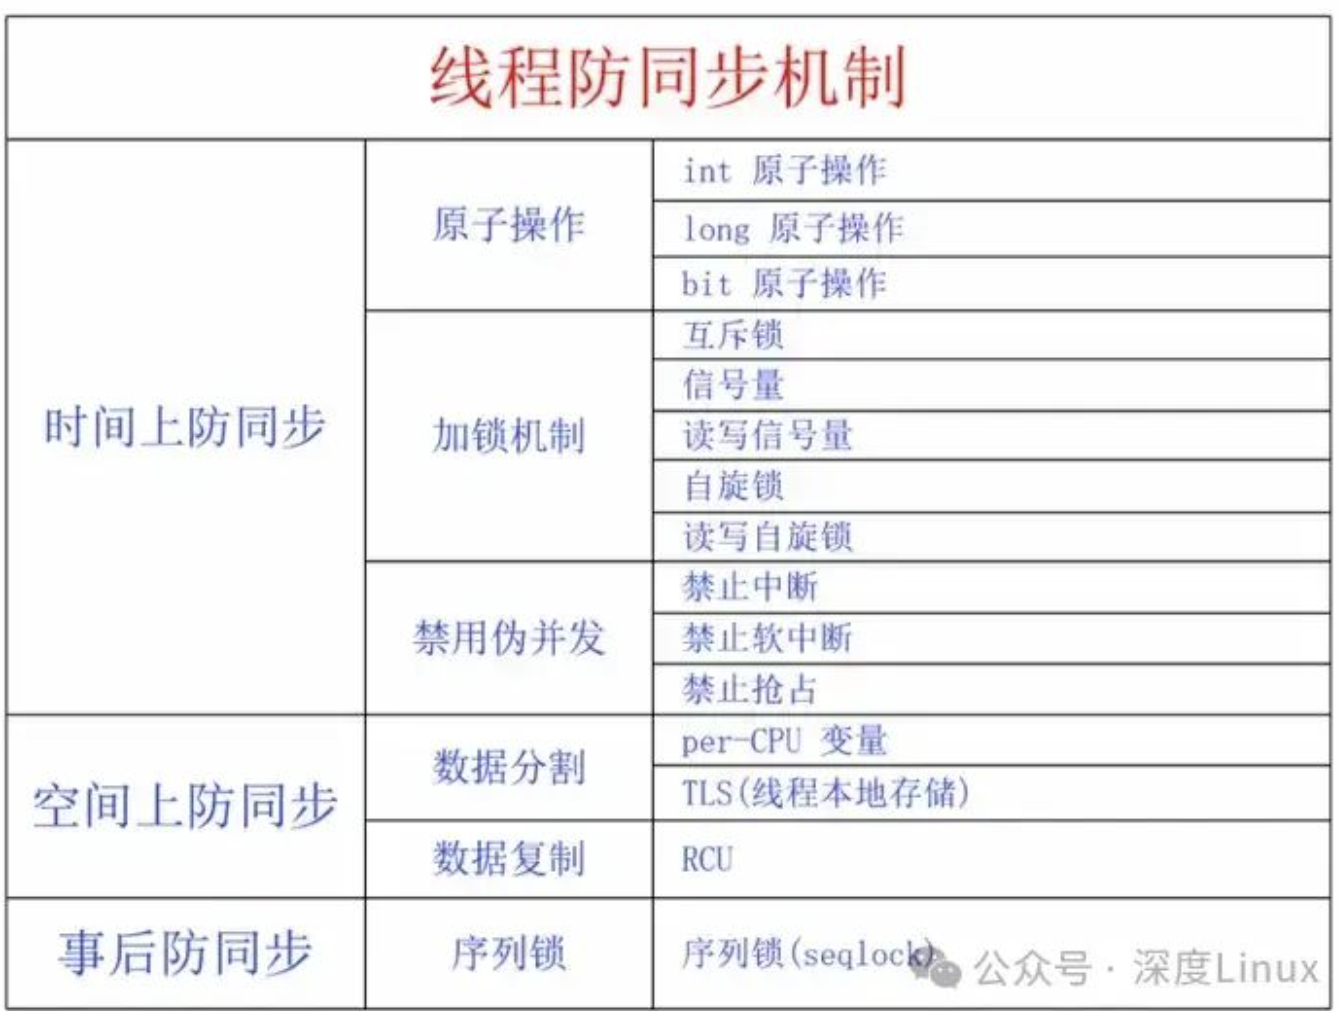 线程防同步机制
时间上防同步
原子操作
int 原子操作
long 原子操作
bit 原子操作
加锁机制
互斥锁
信号量
读写信号量
自旋锁
读写自旋锁
禁用伪并发
禁止中断
禁止软中断
禁止抢占
空间上防同步
数据分割
per-CPU 变量
TLS(线程本地存储)
数据复制
RCU
事后防同步
序列锁
序列锁(seqlock)
公众号 · 深度Linux